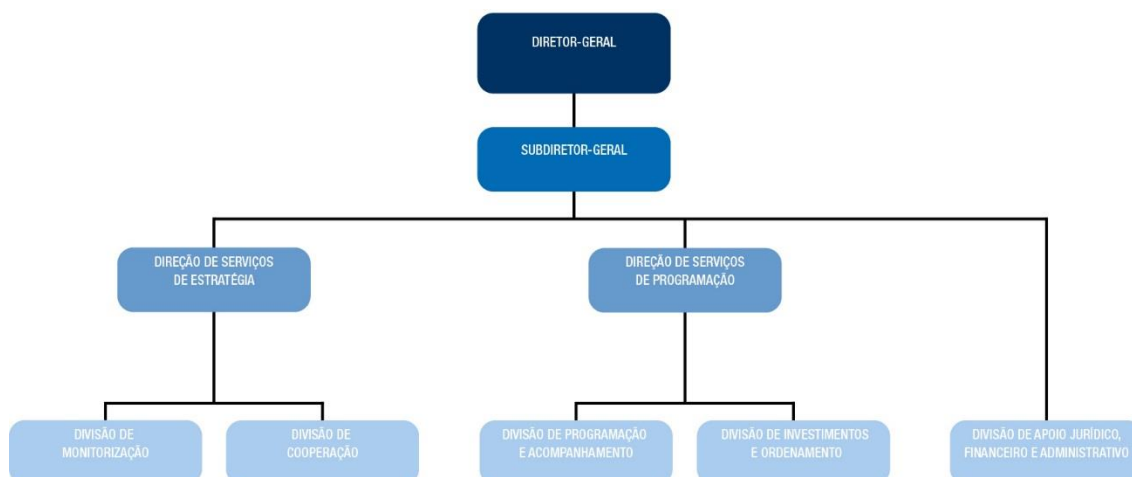 DIRETOR-GERAL
SUBDIRETOR-GERAL
DIREÇÃO DE SERVIÇOS
DE ESTRATÉGIA
DIREÇÃO DE SERVIÇOS
DE PROGRAMAÇÃO
DIVISÃO DE
MONITORIZAÇÃO
DIVISÃO DE
COOPERAÇÃO
DIVISÃO DE PROGRAMAÇÃO
E ACOMPANHAMENTO
DIVISÃO DE INVESTIMENTOS
E ORDENAMENTO
DIVISÃO DE APOIO JURÍDICO,
FINANCEIRO E ADMINISTRATIVO